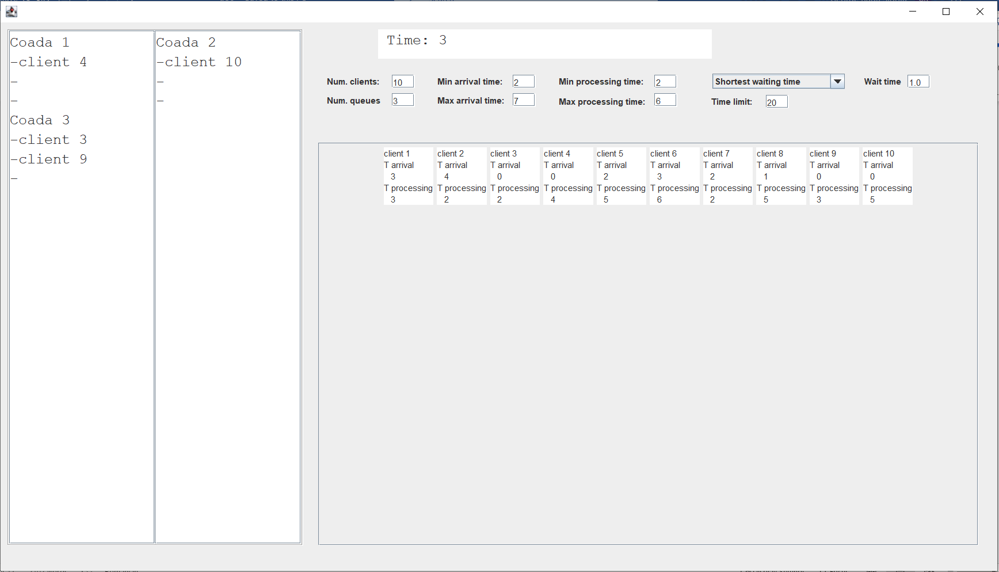 Coada 1
-client 4
-
-
Coada 3
-client 3
-client 9
-
Coada 2
-client 10
-
-
Time: 3
Num. clients: 10 Min arrival time: 2 Min processing time: 2 Shortest waiting time Wait time 1.0
Num. queues 3 Max arrival time: 7 Max processing time: 6 Time limit: 20
client 1 client 2 client 3 client 4 client 5 client 6 client 7 client 8 client 9 client 10
T arrival T arrival T arrival T arrival T arrival T arrival T arrival T arrival T arrival T arrival
3 4 0 0 2 3 2 1 0 0
T processing T processing T processing T processing T processing T processing T processing T processing T processing T processing
3 2 2 4 5 6 2 5 3 5